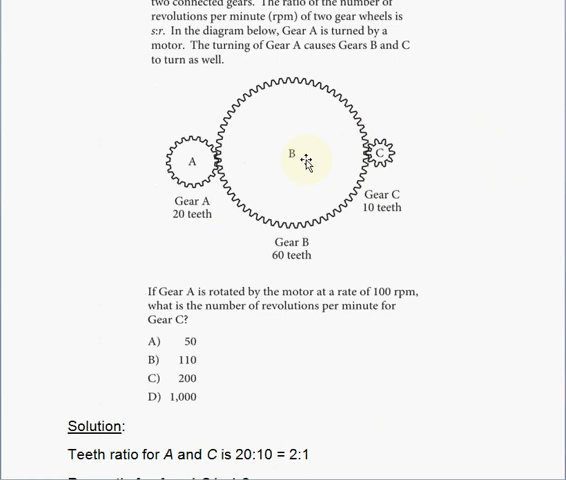 two connected gears. The ratio of the number of
revolutions per minute (rpm) of two gear wheels is
s:r. In the diagram below, Gear A is turned by a
motor. The turning of Gear A causes Gears B and C
to turn as well.
A
B
C
Gear A
20 teeth
Gear C
10 teeth
Gear B
60 teeth
If Gear A is rotated by the motor at a rate of 100 rpm,
what is the number of revolutions per minute for
Gear C?
A) 50
B) 110
C) 200
D) 1,000
Solution:
Teeth ratio for A and C is 20:10 = 2:1